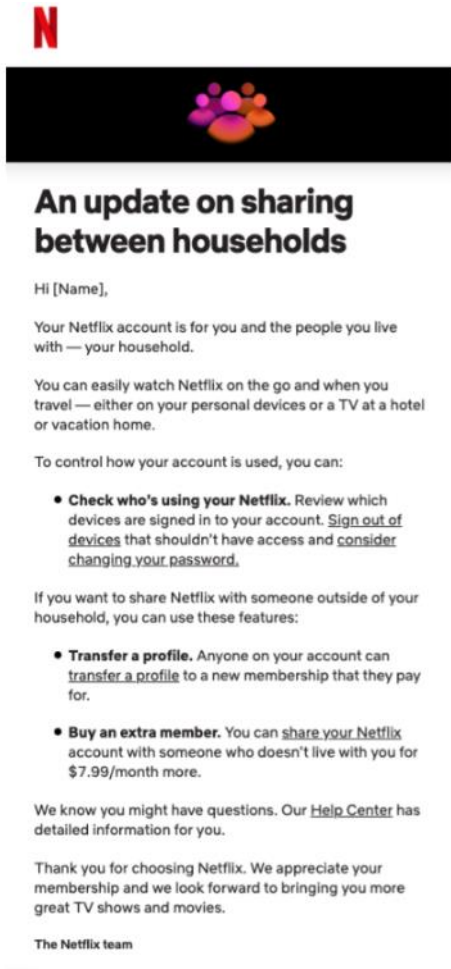 N
An update on sharing
between households
Hi [Name],
Your Netflix account is for you and the people you live
with — your household.
You can easily watch Netflix on the go and when you
travel — either on your personal devices or a TV at a hotel
or vacation home.
To control how your account is used, you can:
• Check who's using your Netflix. Review which
devices are signed in to your account. Sign out of
devices that shouldn't have access and consider
changing your password.
If you want to share Netflix with someone outside of your
household, you can use these features:
• Transfer a profile. Anyone on your account can
transfer a profile to a new membership that they pay
for.
• Buy an extra member. You can share your Netflix
account with someone who doesn't live with you for
$7.99/month more.
We know you might have questions. Our Help Center has
detailed information for you.
Thank you for choosing Netflix. We appreciate your
membership and we look forward to bringing you more
great TV shows and movies.
The Netflix team